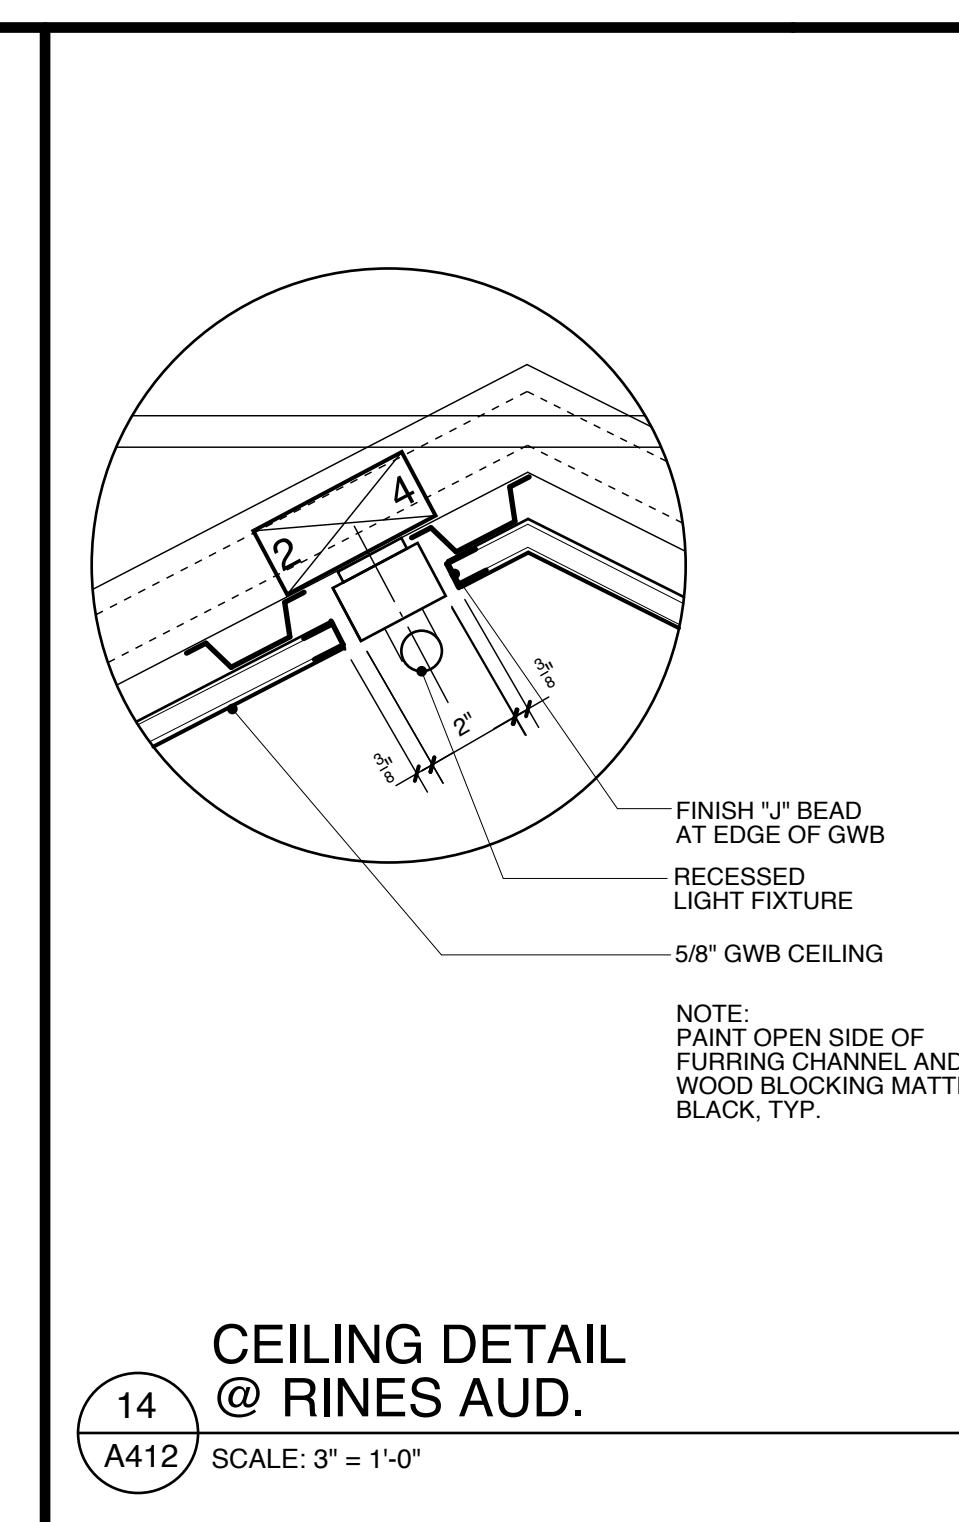 4
2
3/8"
2"
3/8"
FINISH "J" BEAD
AT EDGE OF GWB
RECESSED
LIGHT FIXTURE
5/8" GWB CEILING
NOTE:
PAINT OPEN SIDE OF
FURRING CHANNEL AND
WOOD BLOCKING MATT
BLACK, TYP.
CEILING DETAIL
@ RINES AUD.
14
A412
SCALE: 3" = 1'-0"